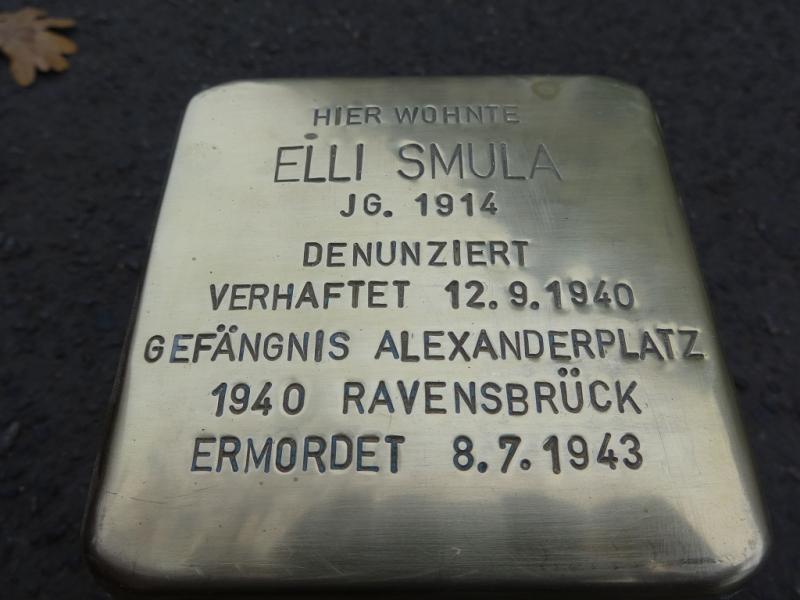 HIER WOHNTE
ELLI SMULA
JG. 1914
DENUNZIERT
VERHAFTET 12.9.1940
GEFÄNGNIS ALEXANDERPLATZ
1940 RAVENSBRÜCK
ERMORDET 8.7.1943